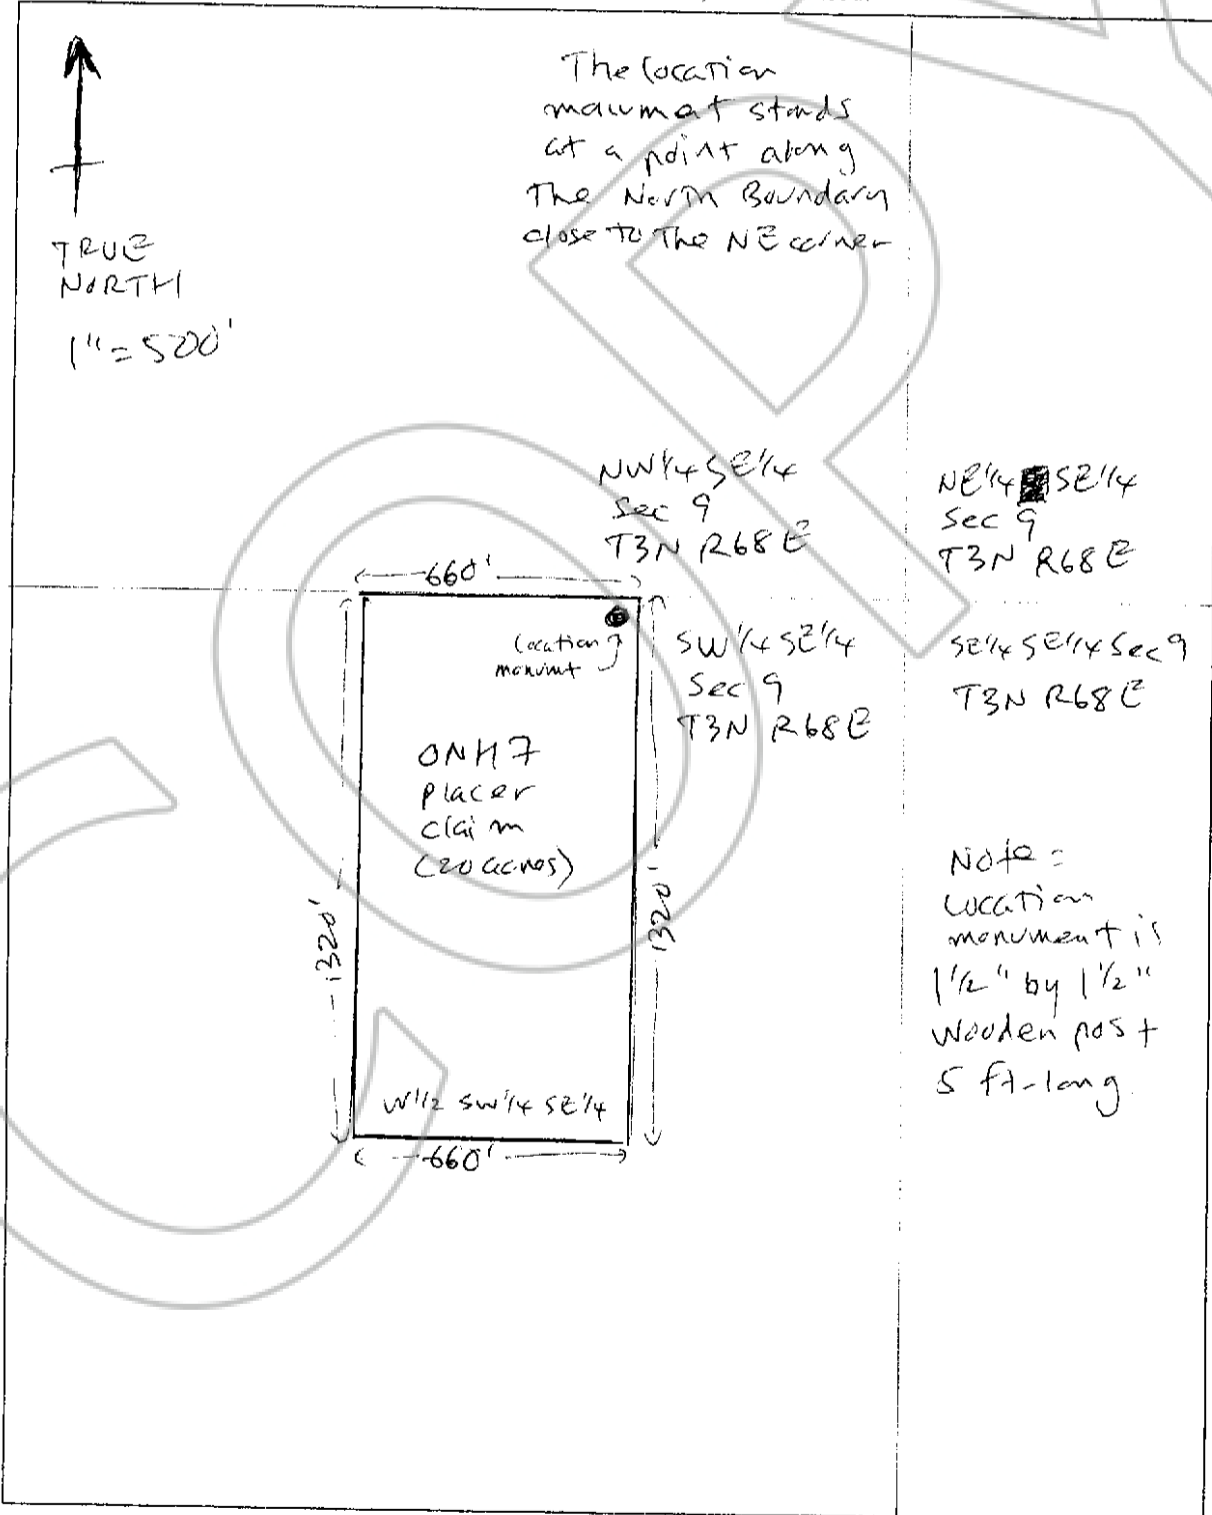 The location
monument stands
at a point along
The North Boundary
close to The NE corner
TRUE
NORTH
1" = 500'
NW1/4 SE1/4
Sec 9
T3N R68E
NE1/4 SE1/4
Sec 9
T3N R68E
660'
location
monumt
SW1/4 SE1/4
Sec 9
T3N R68E
SE1/4 SE1/4 Sec 9
T3N R68E
ONH7
placer
claim
(20 acres)
1320'
1320'
Note:
Location
monument is
1 1/2" by 1 1/2"
wooden post
5 ft-long.
W1/2 SW1/4 SE1/4
660'
COP